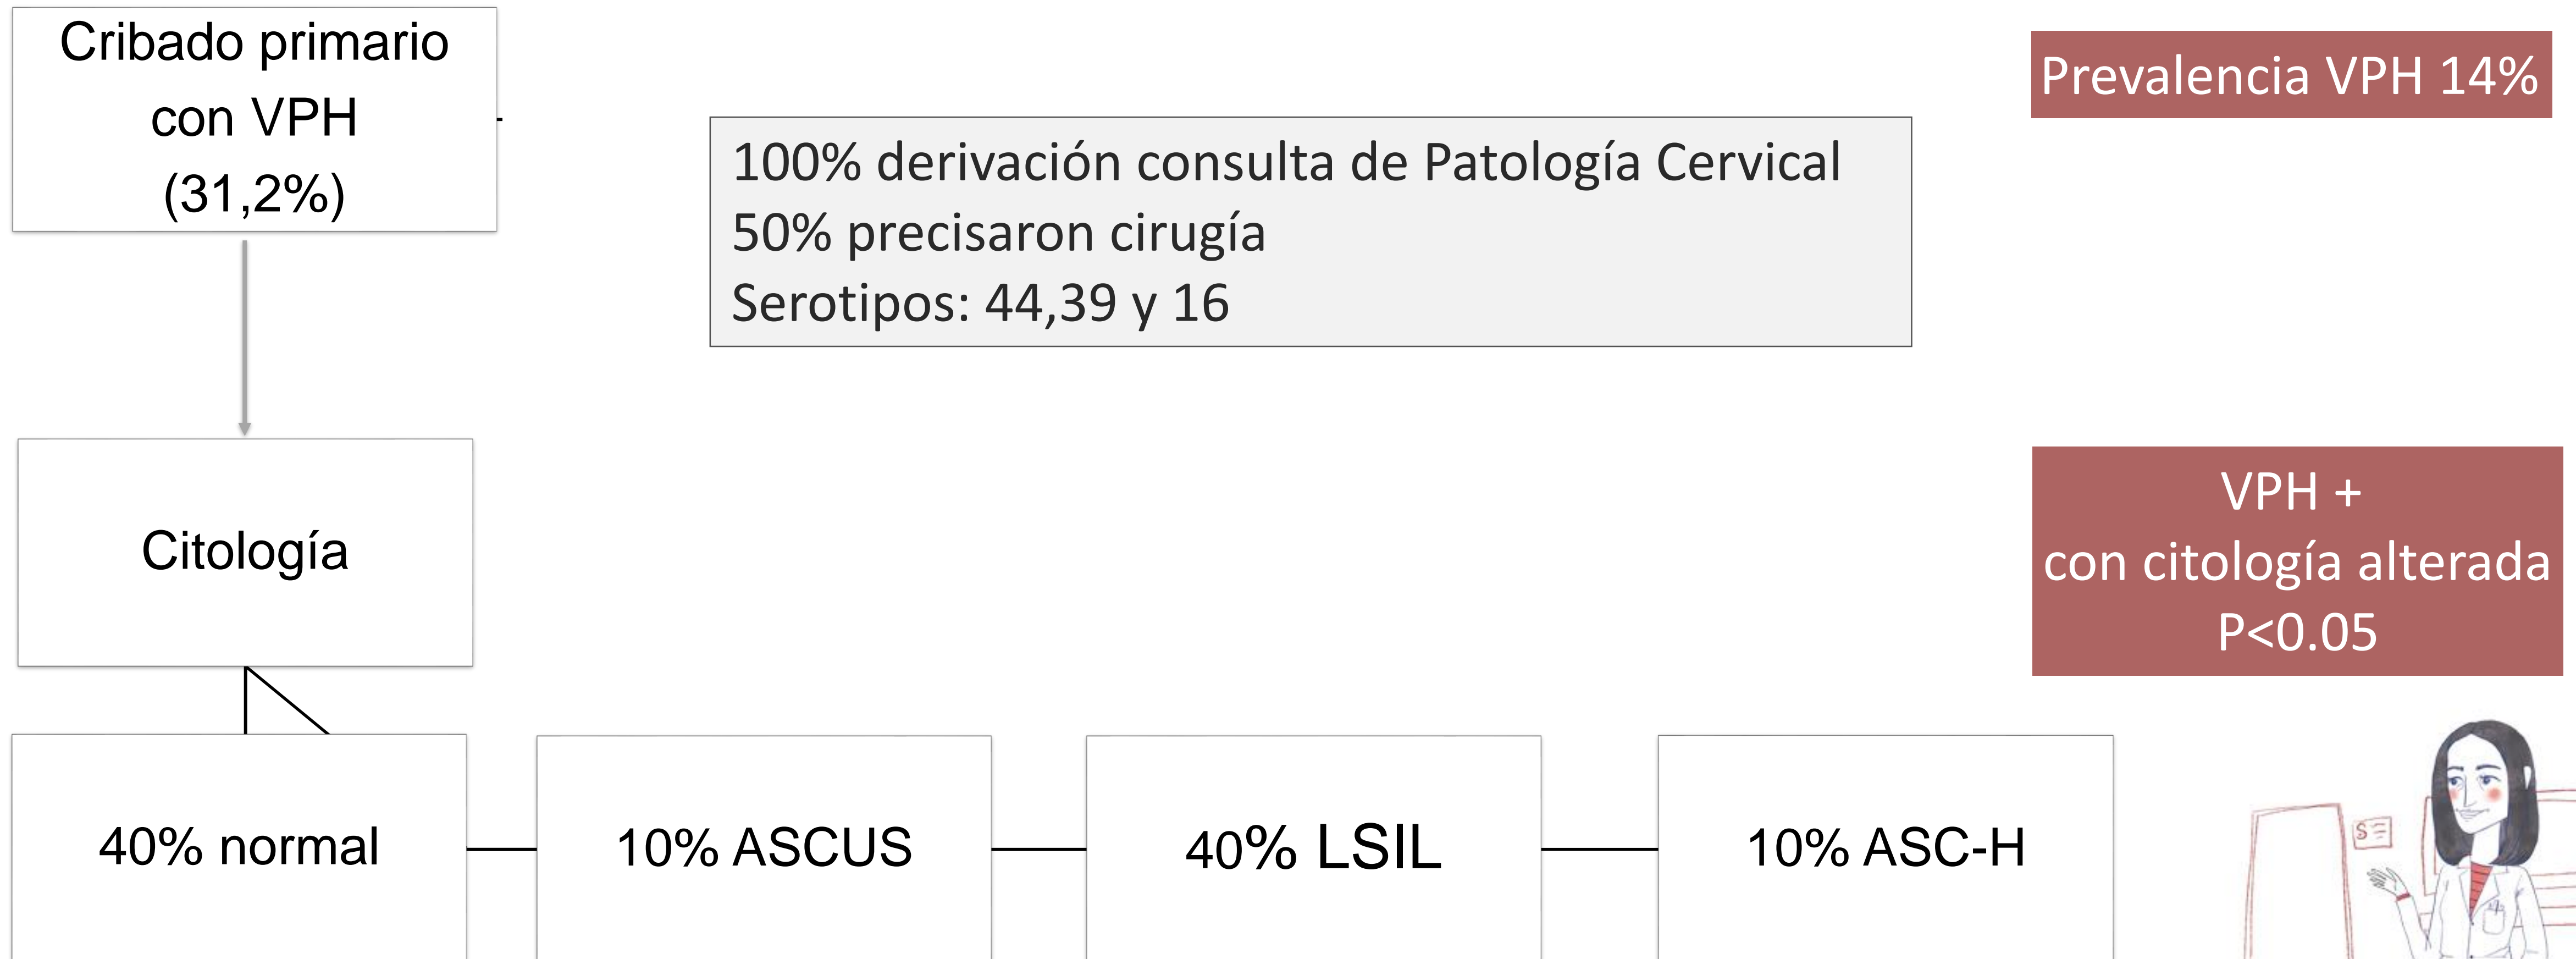 Cribado primario
con VPH
(31,2%)
Prevalencia VPH 14%
100% derivación consulta de Patología Cervical
50% precisaron cirugía
Serotipos: 44,39 y 16
Citología
VPH +
con citología alterada
P<0.05
40% normal
10% ASCUS
40% LSIL
10% ASC-H
S